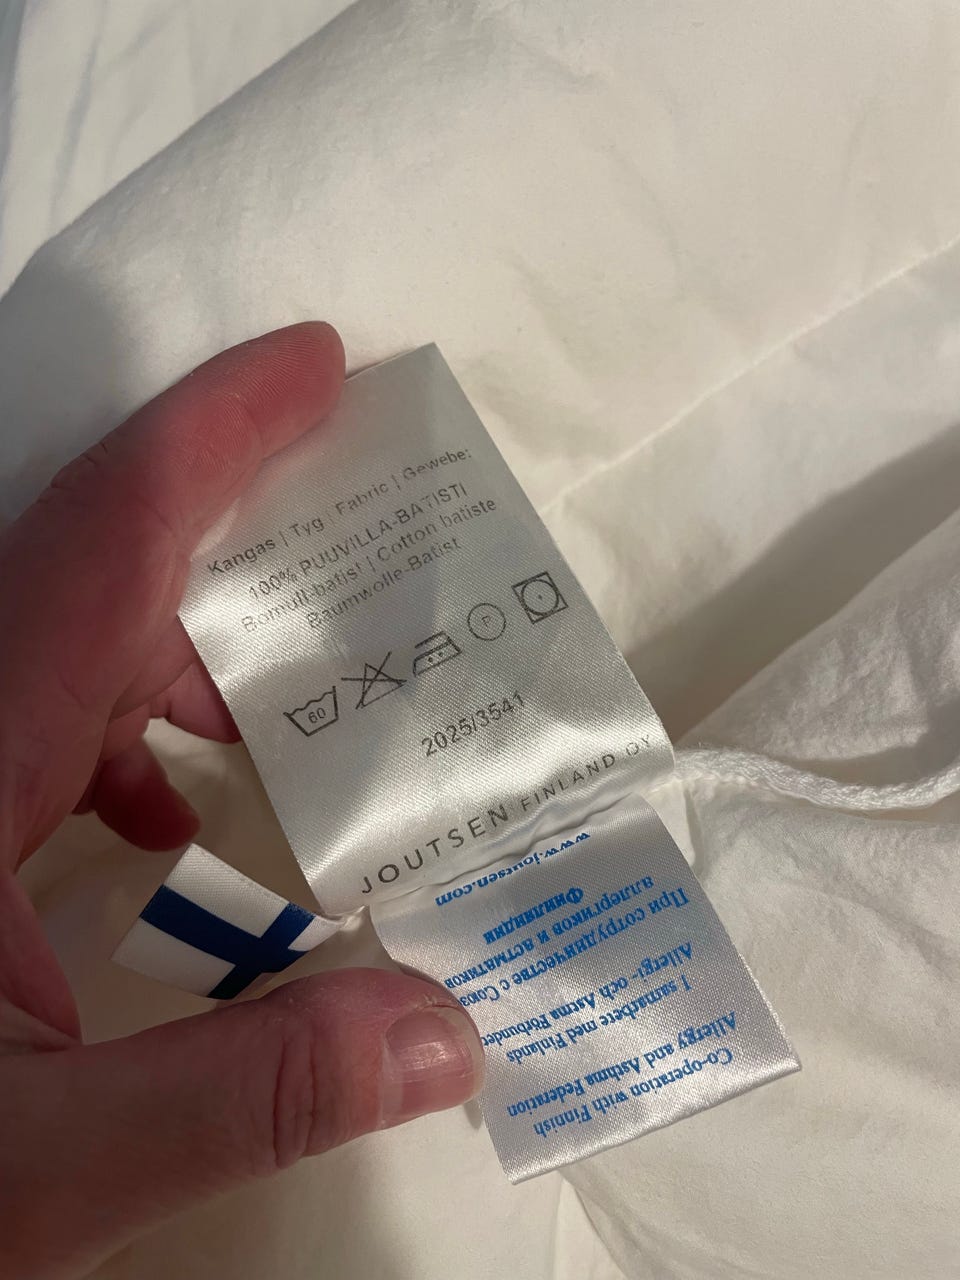 Kangas | Tyg | Fabric | Gewebe:
100% PUUVILLA-BATISTI
Bomull-batist | Cotton batiste
Baumwolle-Batist
60
P
2025/3541
JOUTSEN FINLAND OY
Co-operation with Finnish
Allergy and Asthma Federation
I samarbete med Finlands
Allergi- och Astma Förbundet
При сотрудничестве с Союз
аллергиков и астматиков
Финляндии
www.joutsen.com